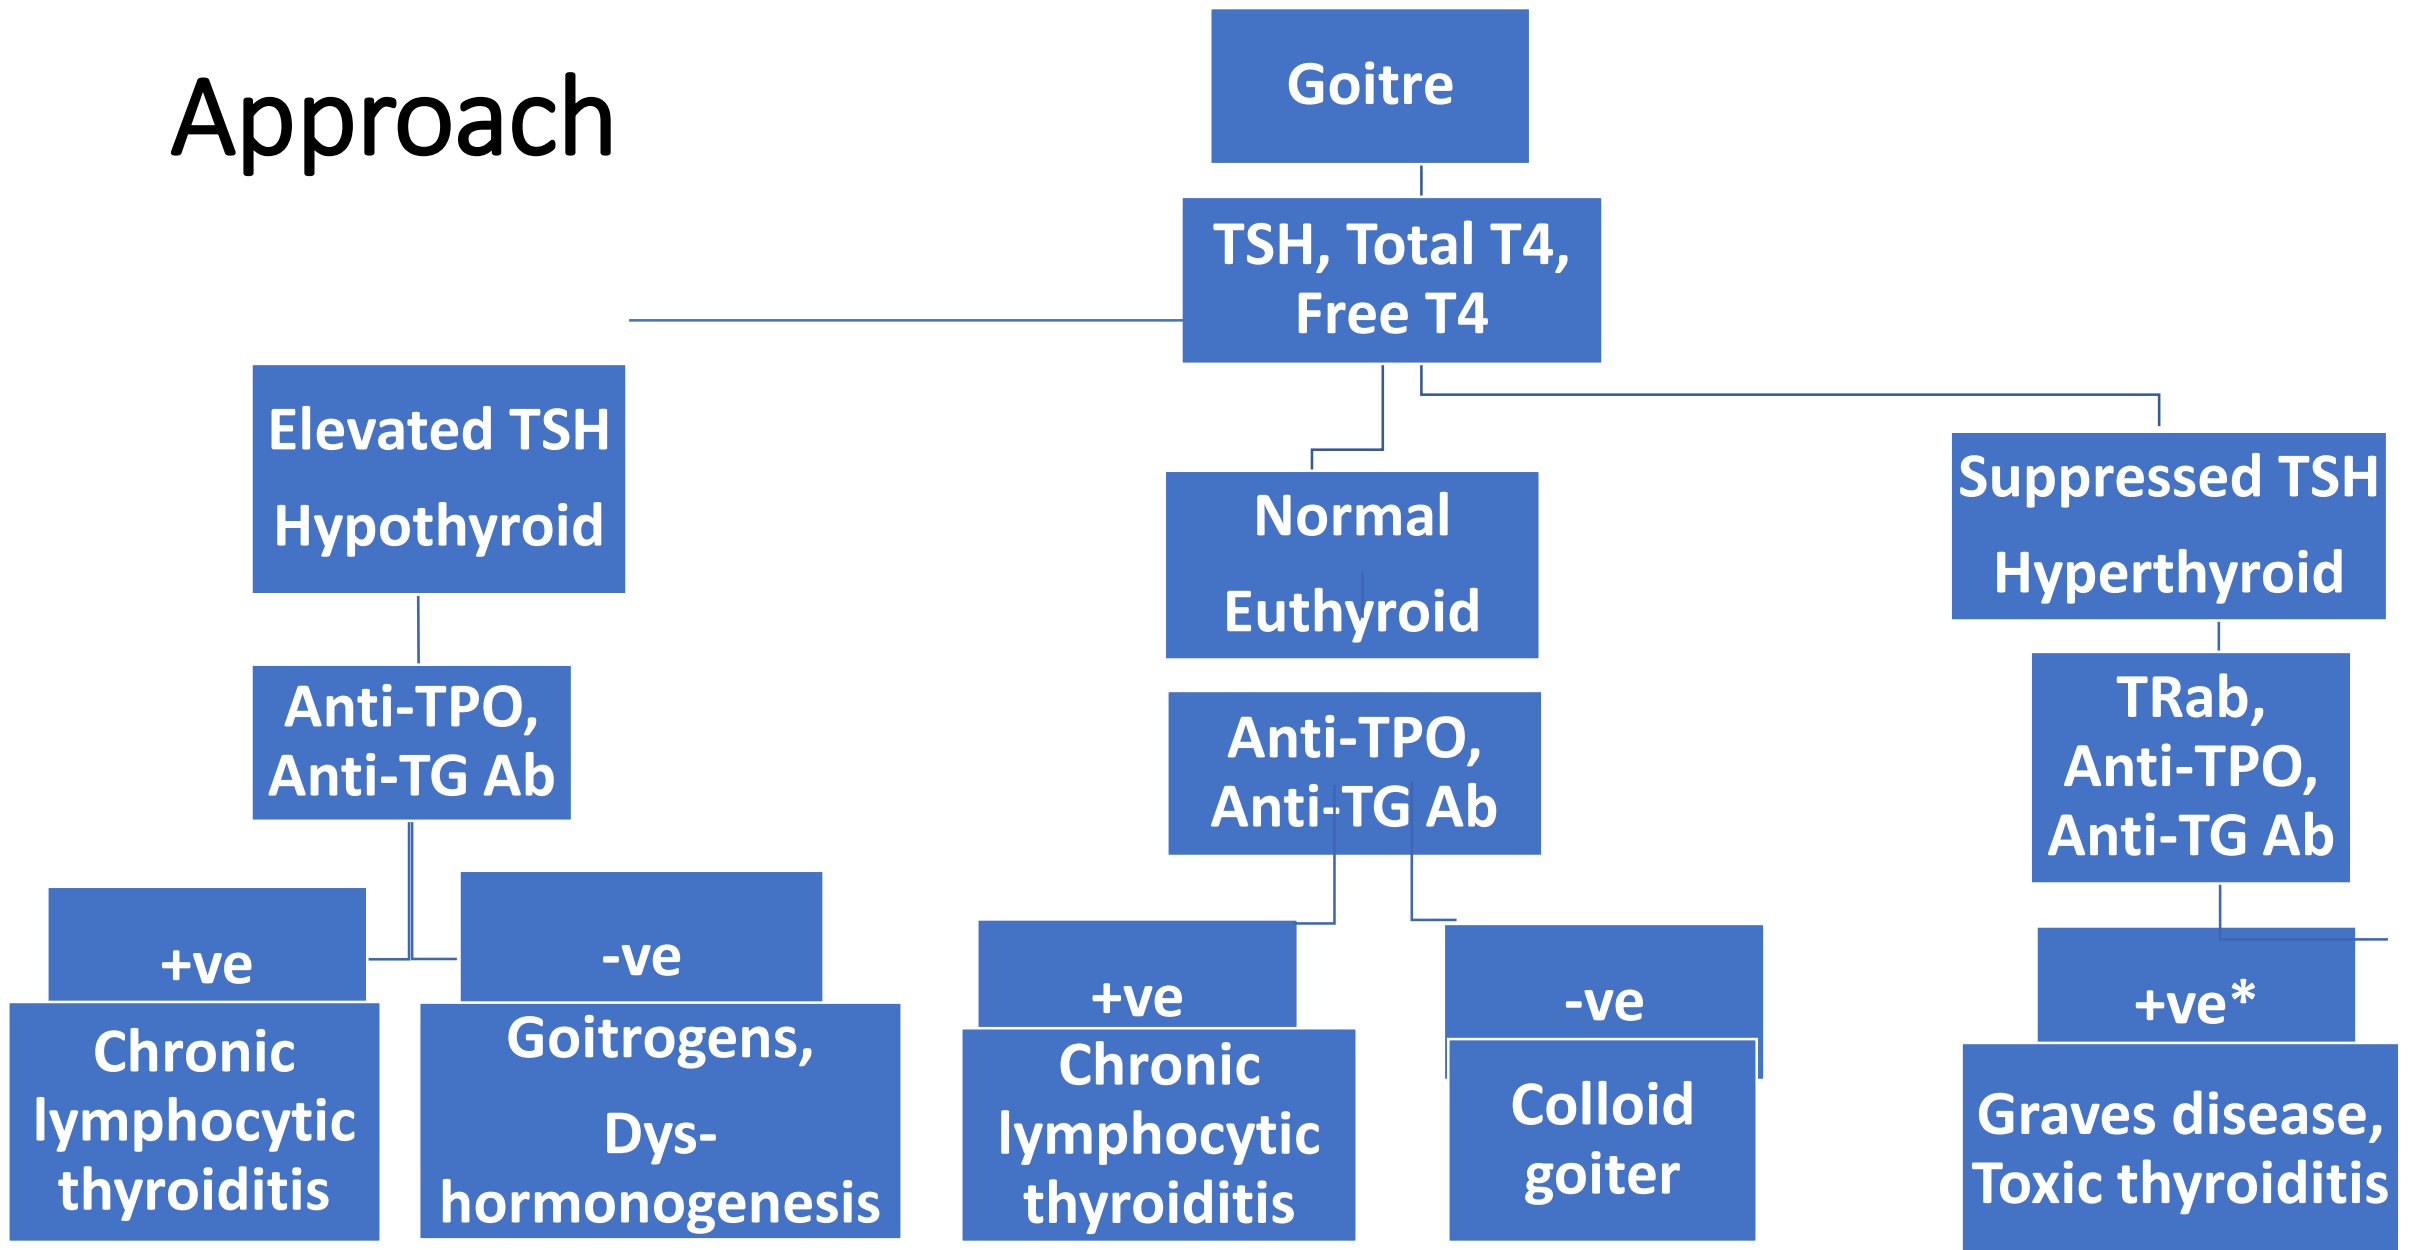 Approach
Goitre
TSH, Total T4,
Free T4
Elevated TSH
Hypothyroid
Anti-TPO,
Anti-TG Ab
+ve
Chronic
lymphocytic
thyroiditis
-ve
Goitrogens,
Dys-
hormonogenesis
Normal
Euthyroid
Anti-TPO,
Anti-TG Ab
+ve
Chronic
lymphocytic
thyroiditis
-ve
Colloid
goiter
Suppressed TSH
Hyperthyroid
TRab,
Anti-TPO,
Anti-TG Ab
+ve*
Graves disease,
Toxic thyroiditis